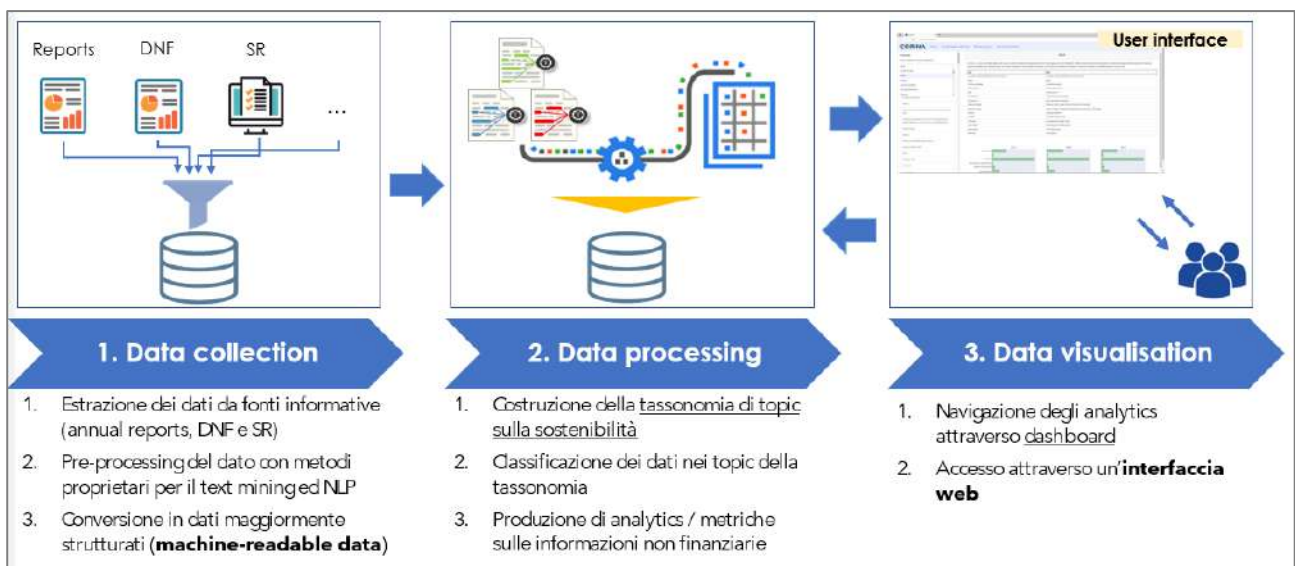 Reports
DNF
SR
...
User interface
1. Data collection
2. Data processing
3. Data visualisation
1. Estrazione dei dati da fonti informative
(annual reports, DNF e SR)
2. Pre-processing del dato con metodi
proprietari per il text mining ed NLP
3. Conversione in dati maggiormente
strutturati (machine-readable data)
1. Costruzione della tassonomia di topic
sulla sostenibilità
2. Classificazione dei dati nei topic della
tassonomia
3. Produzione di analytics / metriche
sulle informazioni non finanziarie
1. Navigazione degli analytics
attraverso dashboard
2. Accesso attraverso un'interfaccia
web